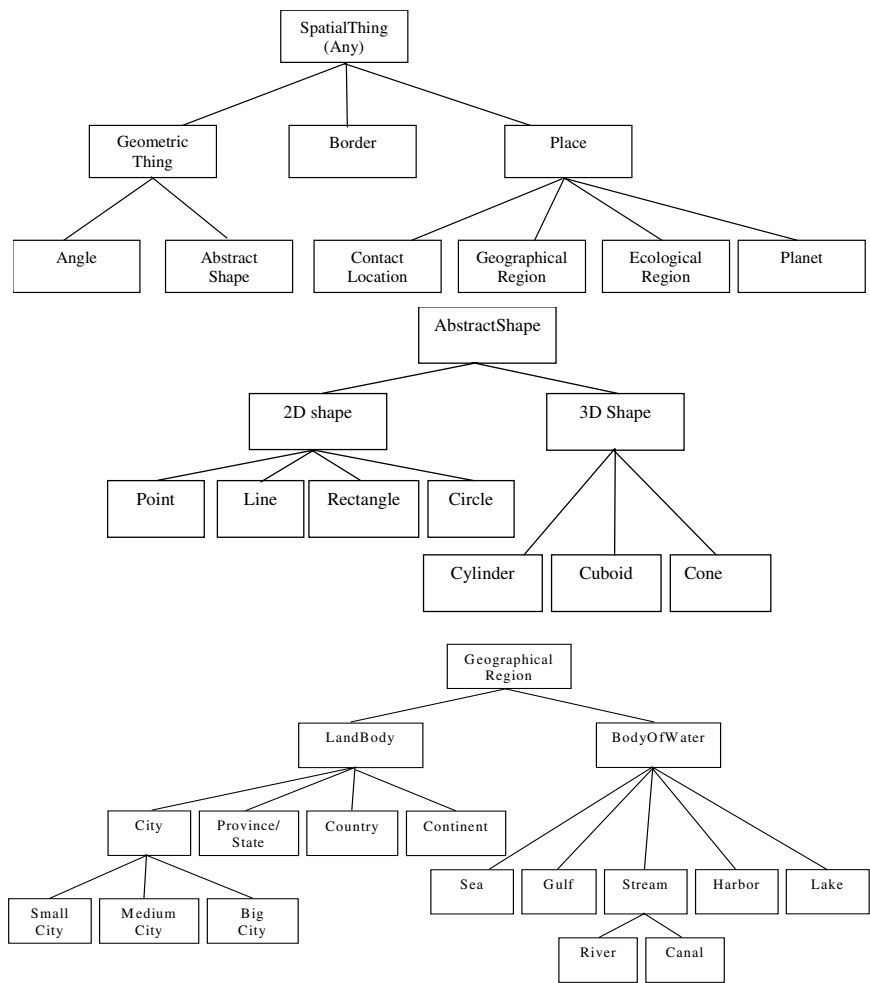 SpatialThing
(Any)
Geometric
Thing
Border
Place
Angle
Abstract
Shape
Contact
Location
Geographical
Region
Ecological
Region
Planet
AbstractShape
2D shape
3D Shape
Point
Line
Rectangle
Circle
Cylinder
Cuboid
Cone
Geographical
Region
LandBody
BodyOfWater
City
Province/
State
Country
Continent
Sea
Gulf
Stream
Harbor
Lake
Small
City
Medium
City
Big
City
River
Canal